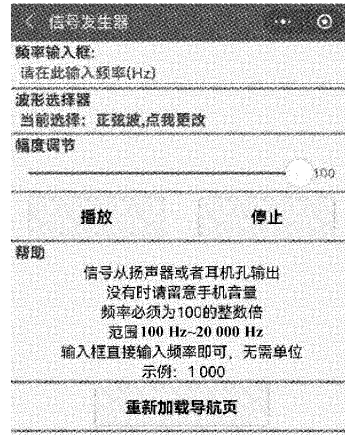 信号发生器
频率输入框:
请在此输入频率(Hz)
波形选择器
当前选择: 正弦波,点我更改
幅度调节
100
播放 停止
帮助
信号从扬声器或者耳机孔输出
没有时请留意手机音量
频率必须为100的整数倍
范围100 Hz~20 000 Hz
输入框直接输入频率即可, 无需单位
示例: 1 000
重新加载导航页